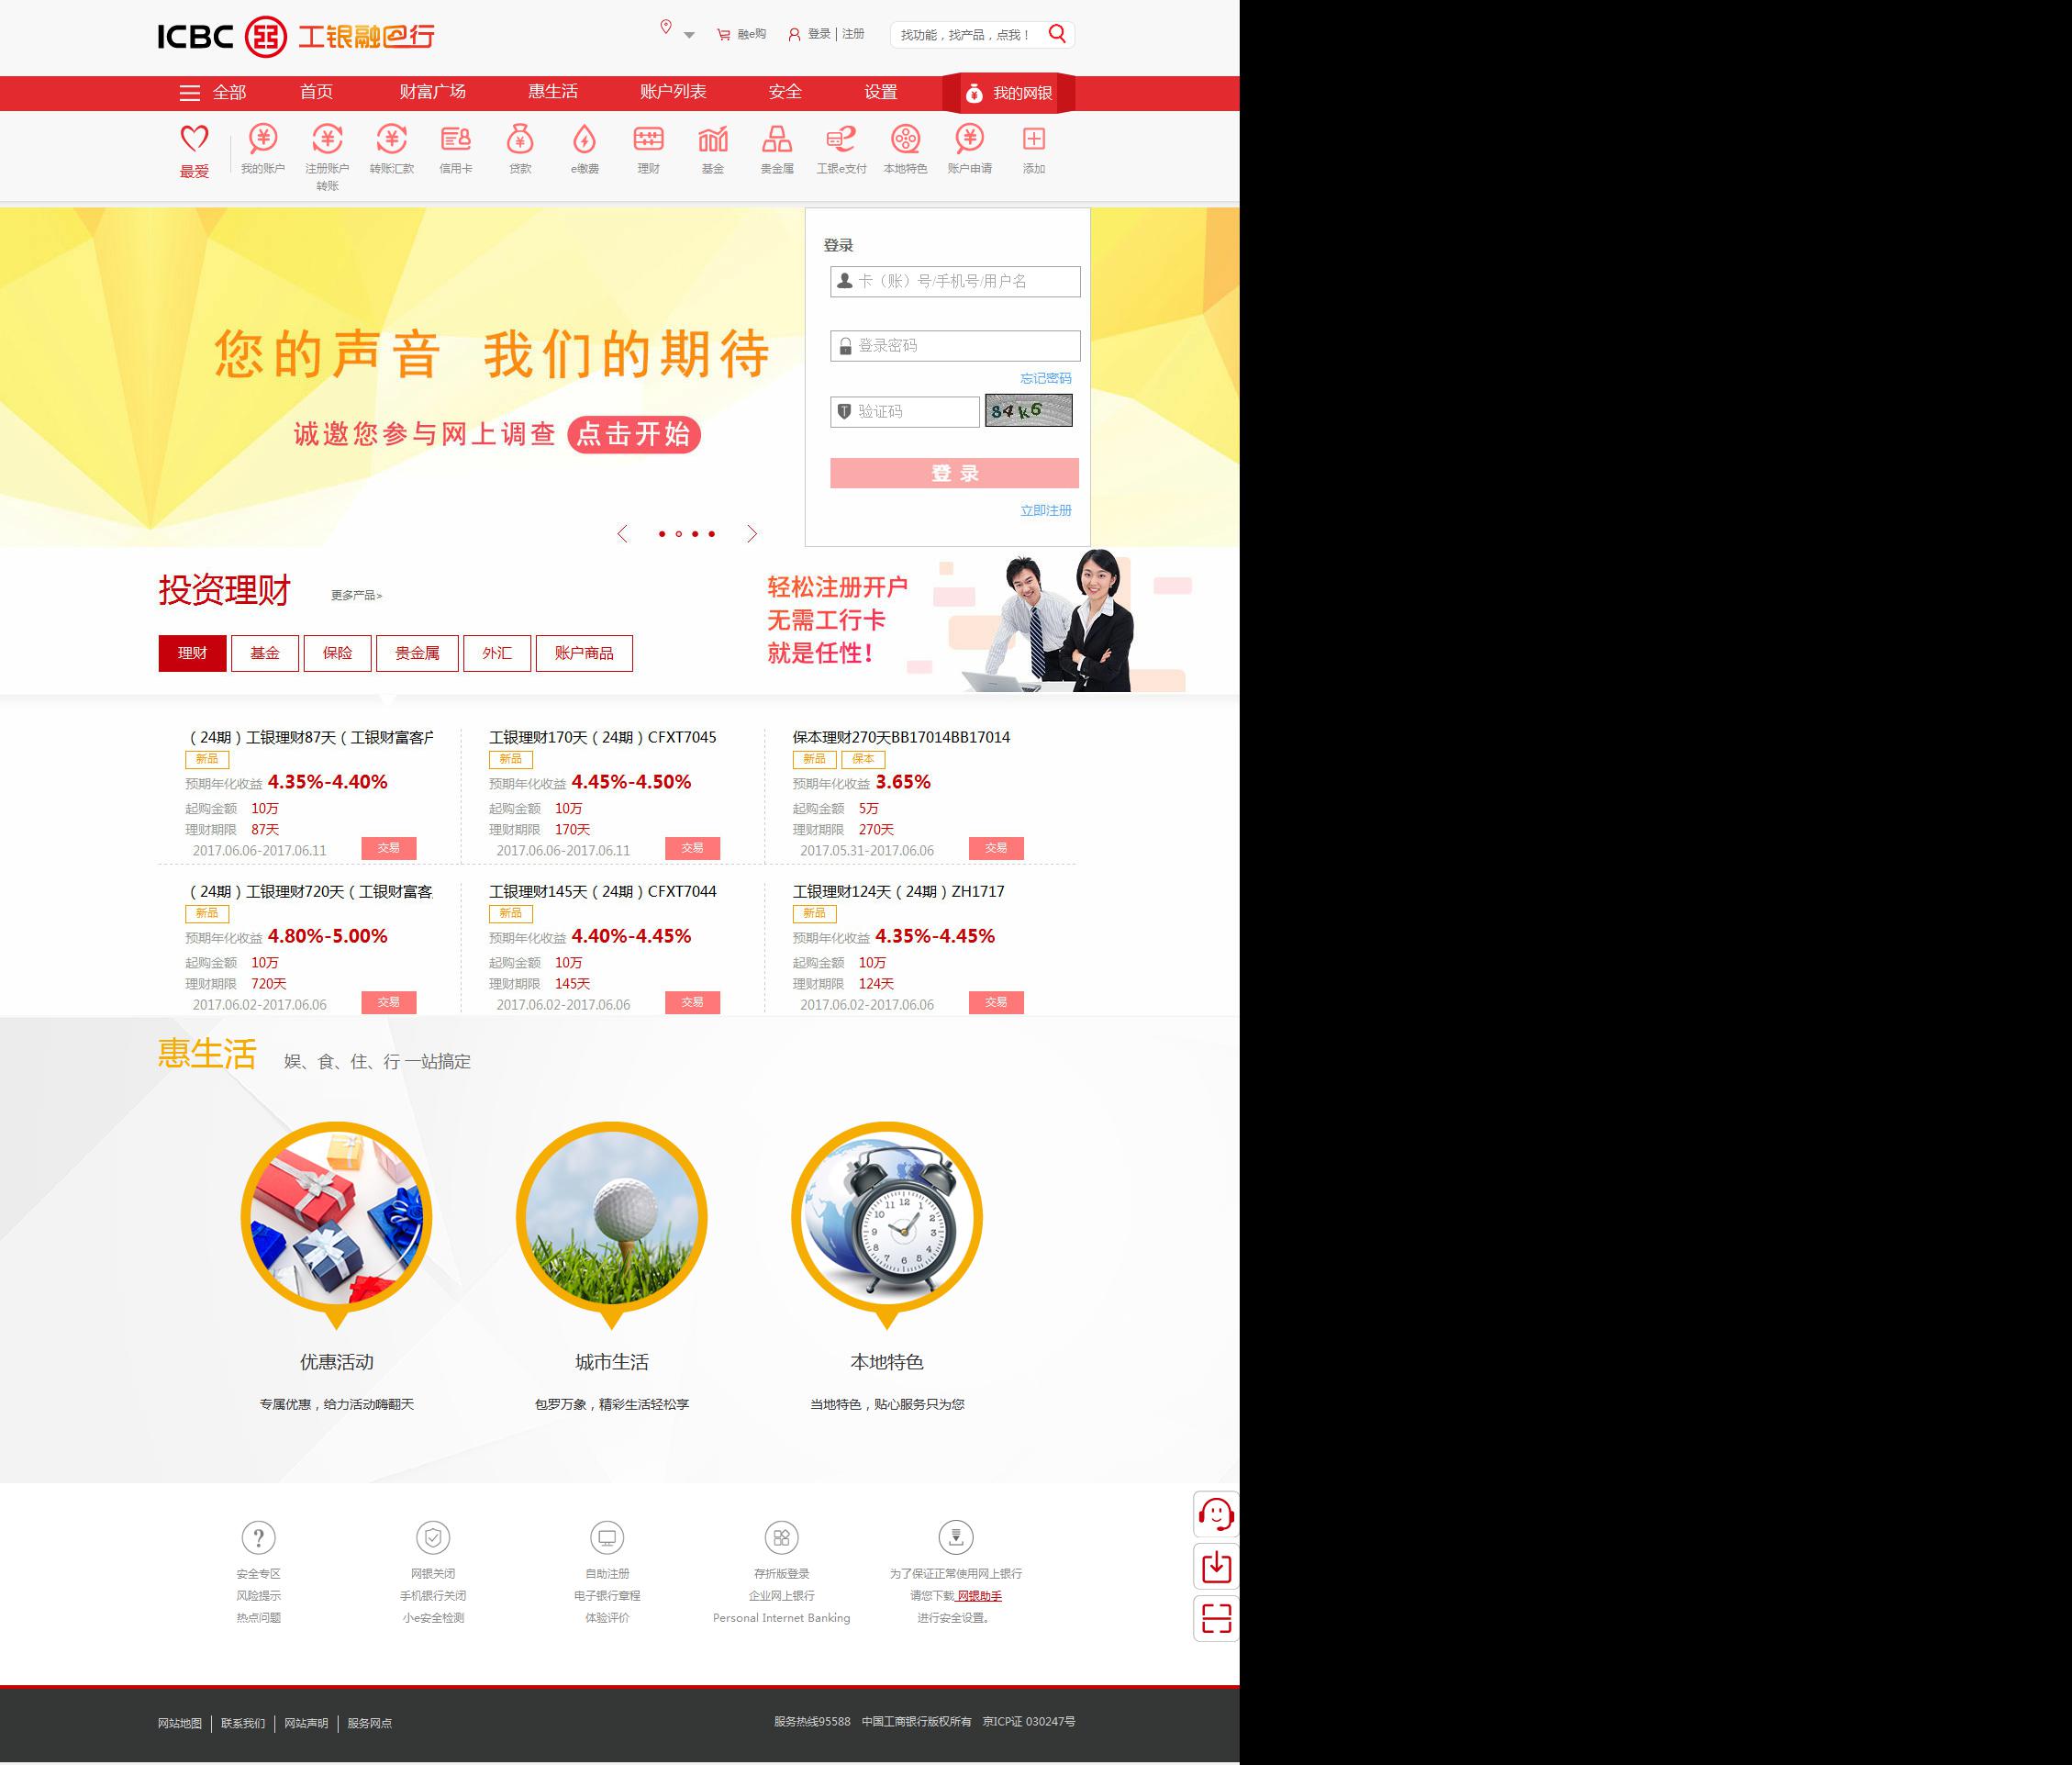 ICBC 工银融e行
融e购 登录 | 注册 找功能，找产品，点我！
全部 首页 财富广场 惠生活 账户列表 安全 设置 我的网银
最爱 我的账户 注册账户转账 转账汇款 信用卡 贷款 e缴费 理财 基金 贵金属 工银e支付 本地特色 账户申请 添加
登录
卡（账）号/手机号/用户名
您的声音 我们的期待
登录密码
忘记密码
诚邀您参与网上调查 点击开始
验证码 84k6
登 录
立即注册
投资理财 更多产品>
轻松注册开户
无需工行卡
就是任性！
理财 基金 保险 贵金属 外汇 账户商品
（24期）工银理财87天（工银财富客户
新品
预期年化收益 4.35%-4.40%
起购金额 10万
理财期限 87天
2017.06.06-2017.06.11 交易
工银理财170天（24期）CFXT7045
新品
预期年化收益 4.45%-4.50%
起购金额 10万
理财期限 170天
2017.06.06-2017.06.11 交易
保本理财270天BB17014BB17014
新品 保本
预期年化收益 3.65%
起购金额 5万
理财期限 270天
2017.05.31-2017.06.06 交易
（24期）工银理财720天（工银财富客
新品
预期年化收益 4.80%-5.00%
起购金额 10万
理财期限 720天
2017.06.02-2017.06.06 交易
工银理财145天（24期）CFXT7044
新品
预期年化收益 4.40%-4.45%
起购金额 10万
理财期限 145天
2017.06.02-2017.06.06 交易
工银理财124天（24期）ZH1717
新品
预期年化收益 4.35%-4.45%
起购金额 10万
理财期限 124天
2017.06.02-2017.06.06 交易
惠生活 娱、食、住、行 一站搞定
优惠活动
专属优惠，给力活动嗨翻天
城市生活
包罗万象，精彩生活轻松享
12 1 2 3 4 5 6 7 8 9 10 11
本地特色
当地特色，贴心服务只为您
安全专区
风险提示
热点问题
网银关闭
手机银行关闭
小e安全检测
自助注册
电子银行章程
体验评价
存折版登录
企业网上银行
Personal Internet Banking
为了保证正常使用网上银行
请您下载 网银助手
进行安全设置。
网站地图 | 联系我们 | 网站声明 | 服务网点
服务热线95588 中国工商银行版权所有 京ICP证 030247号